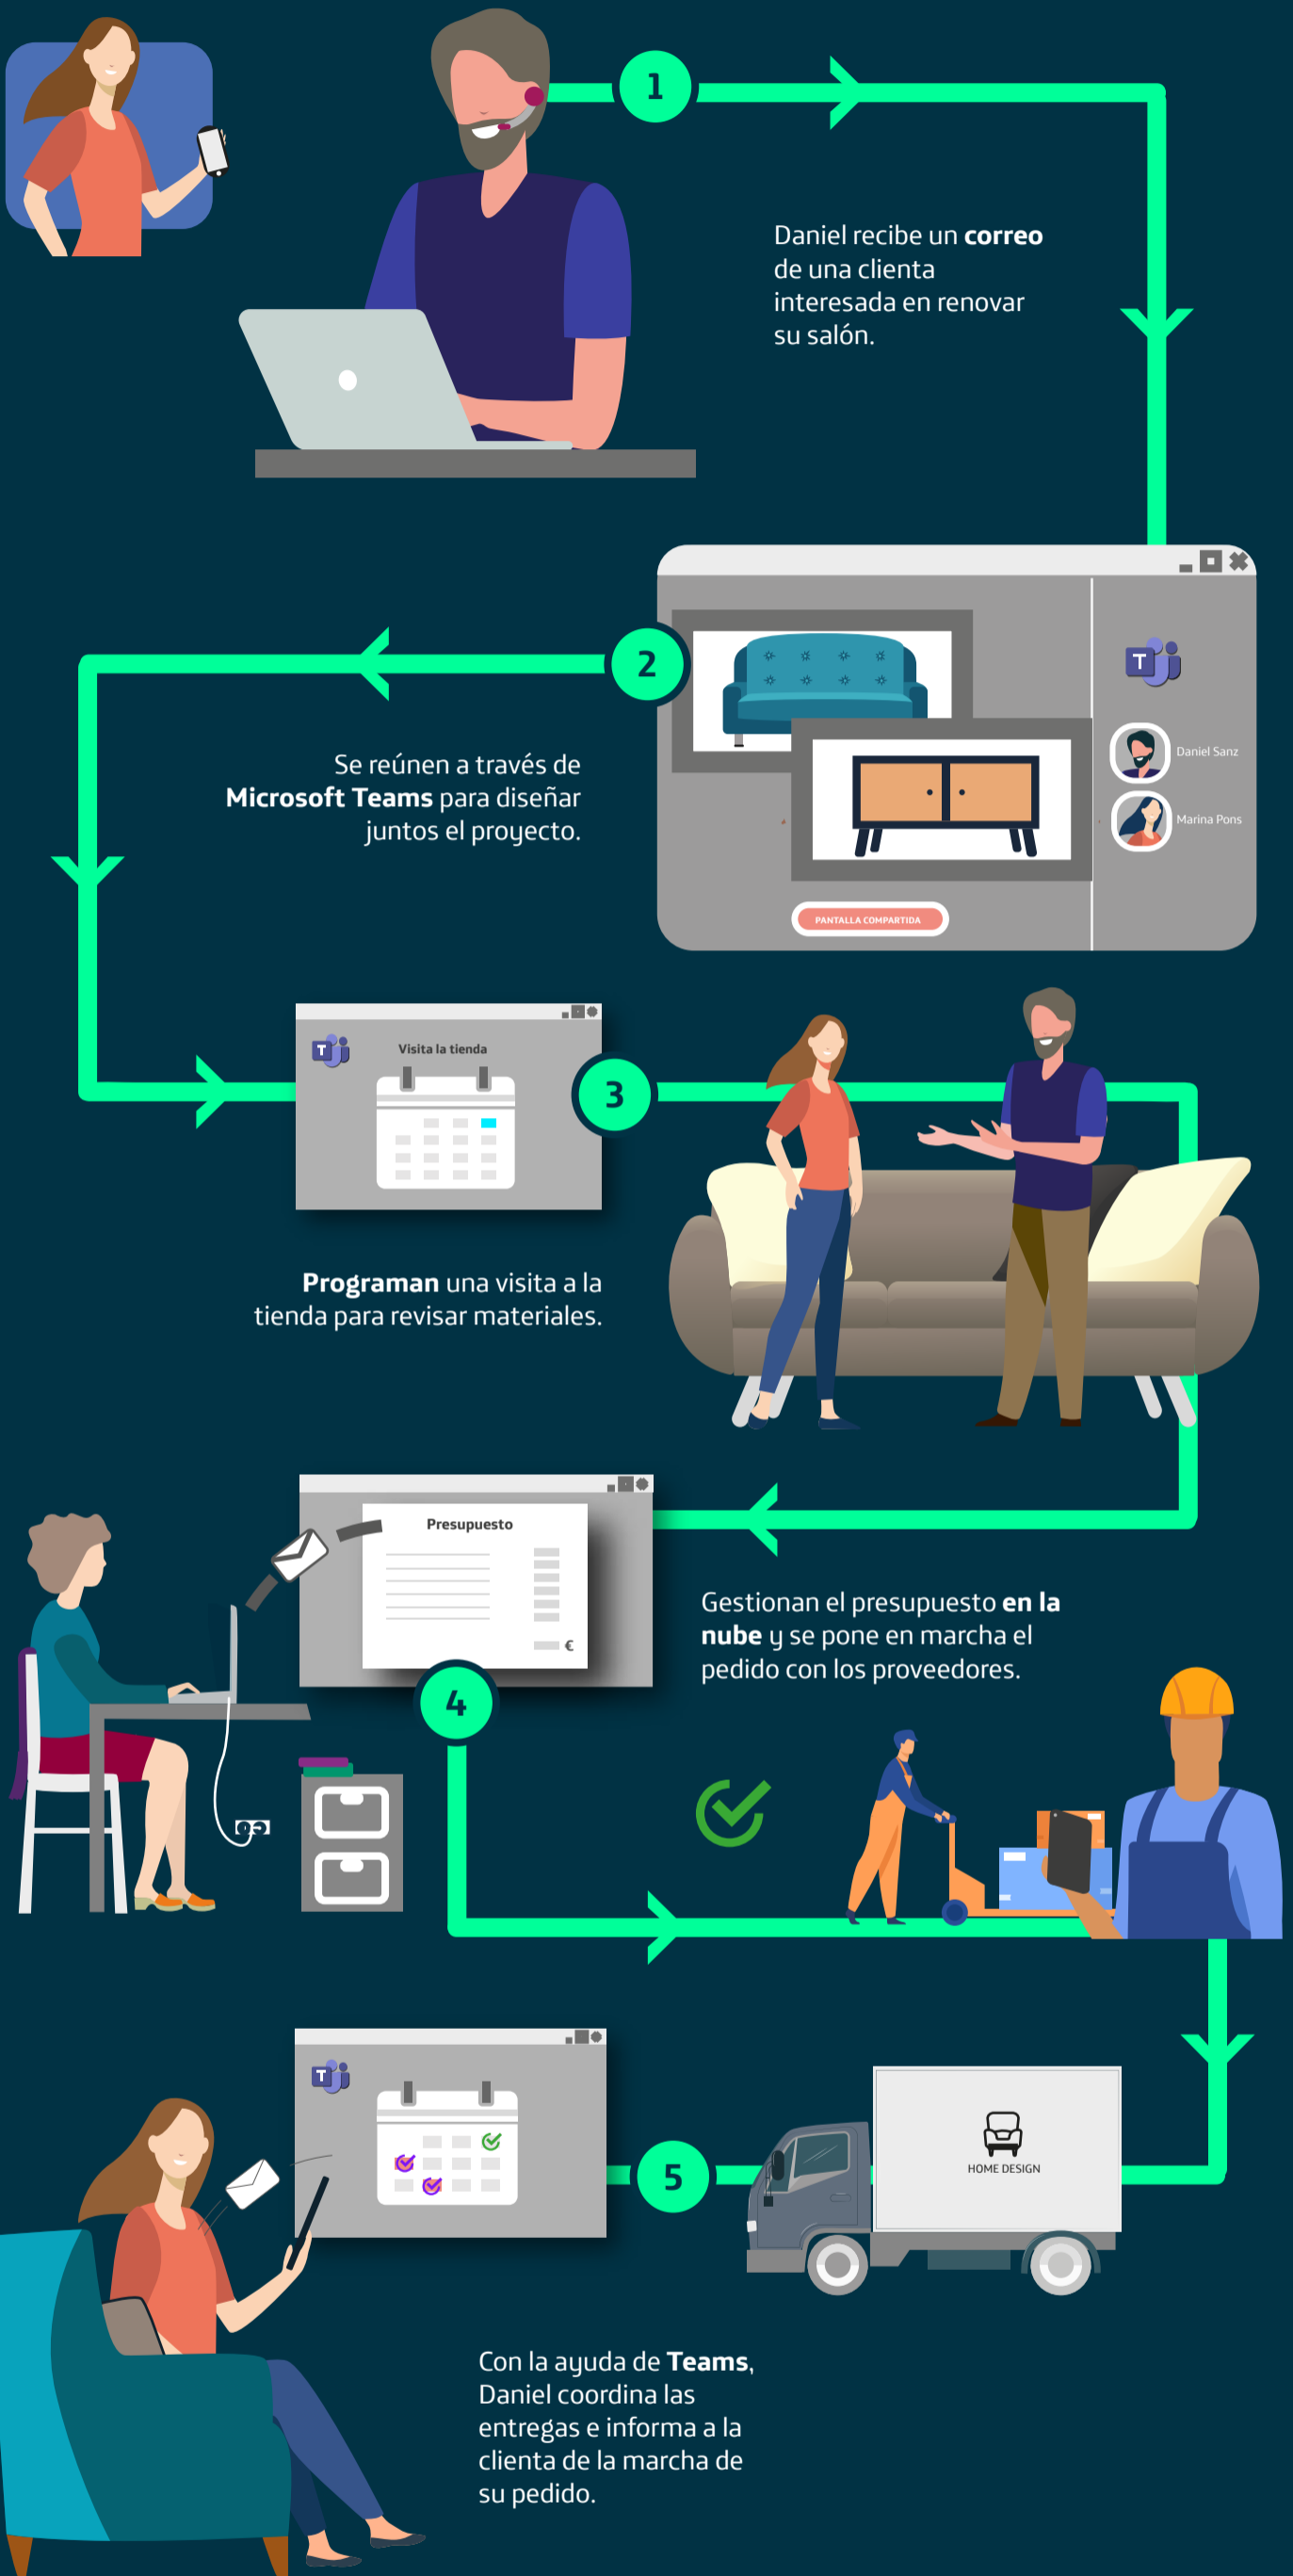 1
Daniel recibe un correo
de una clienta
interesada en renovar
su salón.
2
Se reúnen a través de
Microsoft Teams para diseñar
juntos el proyecto.
T
Daniel Sanz
Marina Pons
PANTALLA COMPARTIDA
T
Visita la tienda
3
Programan una visita a la
tienda para revisar materiales.
Presupuesto
€
4
Gestionan el presupuesto en la
nube y se pone en marcha el
pedido con los proveedores.
T
5
HOME DESIGN
Con la ayuda de Teams,
Daniel coordina las
entregas e informa a la
clienta de la marcha de
su pedido.